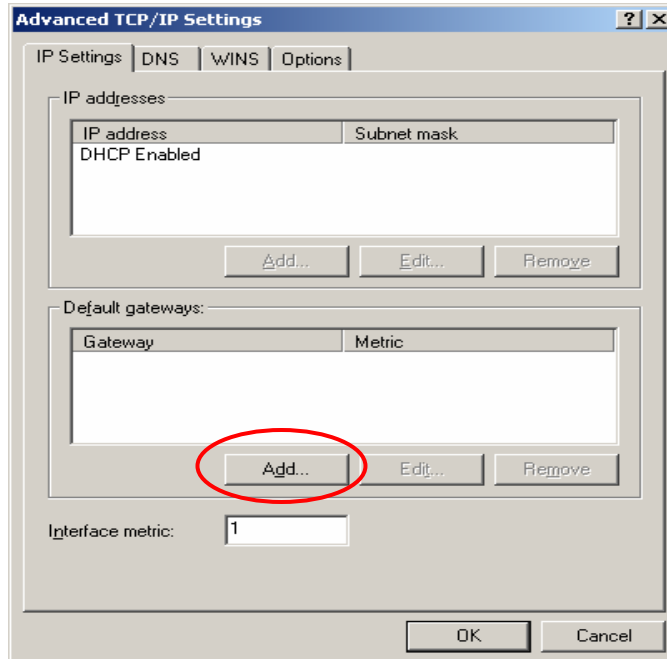 Advanced TCP/IP Settings
IP Settings DNS WINS Options
IP addresses
IP address Subnet mask
DHCP Enabled
Add... Edit... Remove
Default gateways:
Gateway Metric
Add... Edit... Remove
Interface metric: 1
OK Cancel